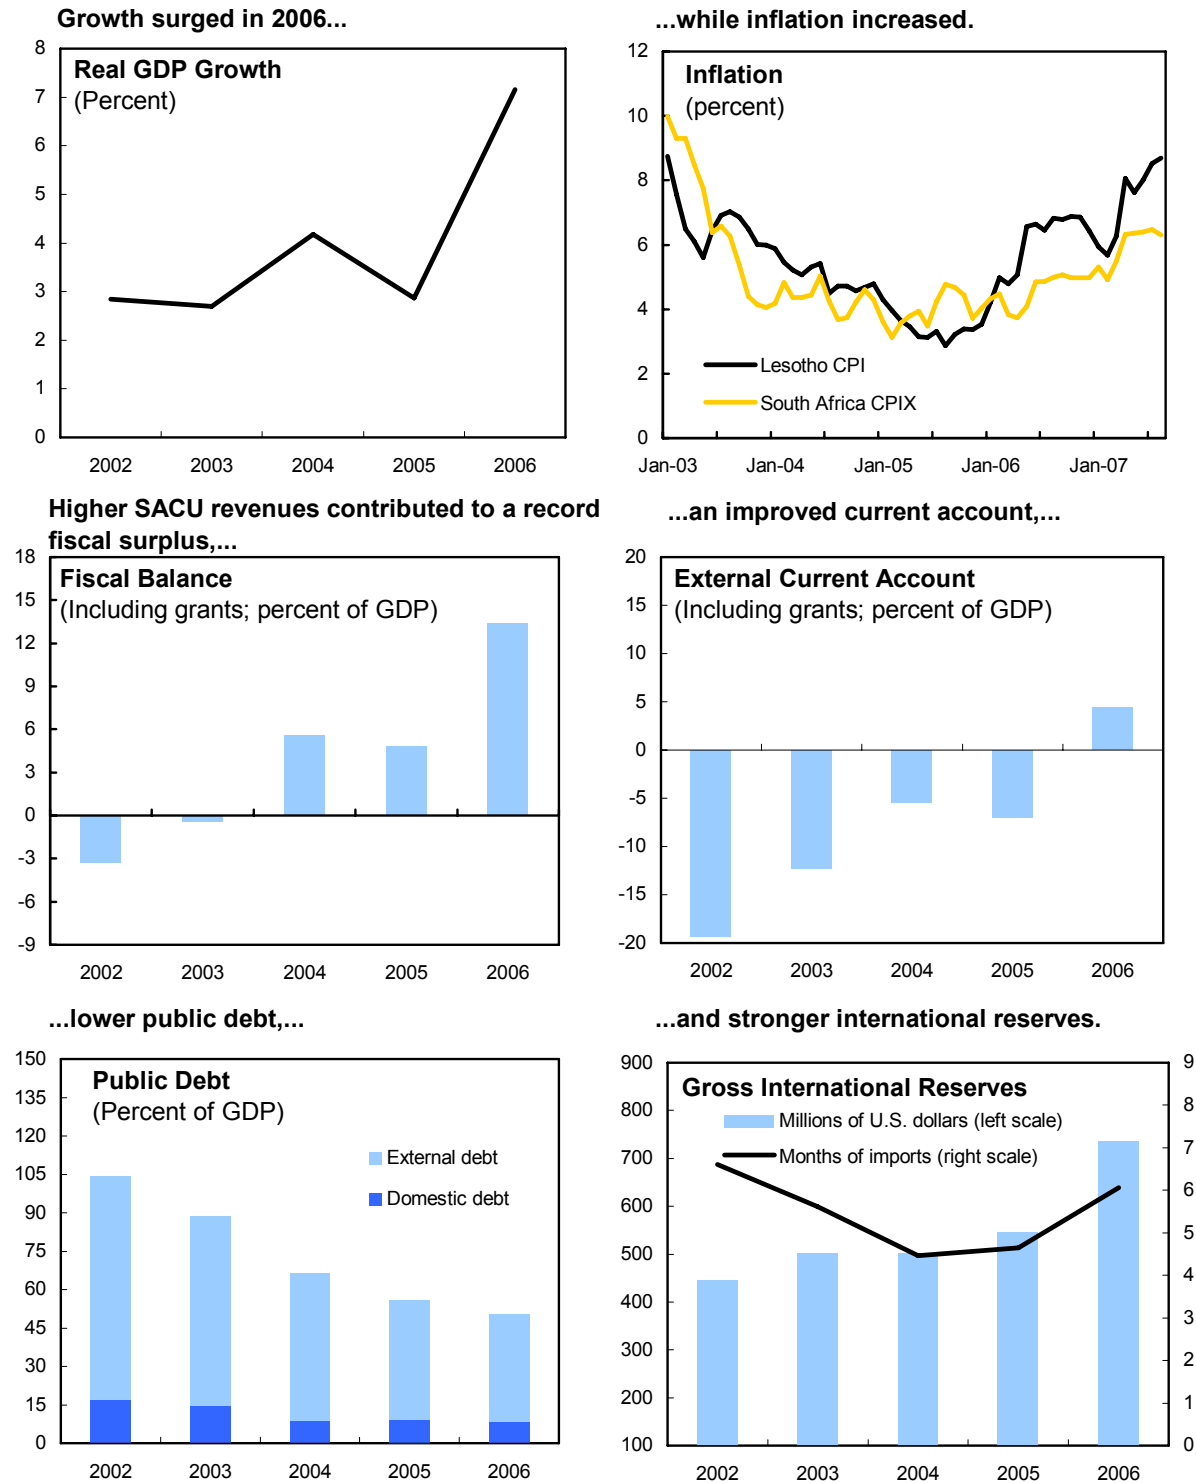 Growth surged in 2006...
8
7
6
5
4
3
2
1
0
Real GDP Growth
(Percent)
2002 2003 2004 2005 2006
...while inflation increased.
12
10
8
6
4
2
0
Inflation
(percent)
Lesotho CPI
South Africa CPIX
Jan-03 Jan-04 Jan-05 Jan-06 Jan-07
Higher SACU revenues contributed to a record
fiscal surplus,...
18
15
12
9
6
3
0
-3
-6
-9
Fiscal Balance
(Including grants; percent of GDP)
2002 2003 2004 2005 2006
...an improved current account,...
20
15
10
5
0
-5
-10
-15
-20
External Current Account
(Including grants; percent of GDP)
2002 2003 2004 2005 2006
...lower public debt,...
150
135
120
105
90
75
60
45
30
15
0
Public Debt
(Percent of GDP)
External debt
Domestic debt
2002 2003 2004 2005 2006
...and stronger international reserves.
900
800
700
600
500
400
300
200
100
Gross International Reserves
Millions of U.S. dollars (left scale)
Months of imports (right scale)
9
8
7
6
5
4
3
2
1
0
2002 2003 2004 2005 2006